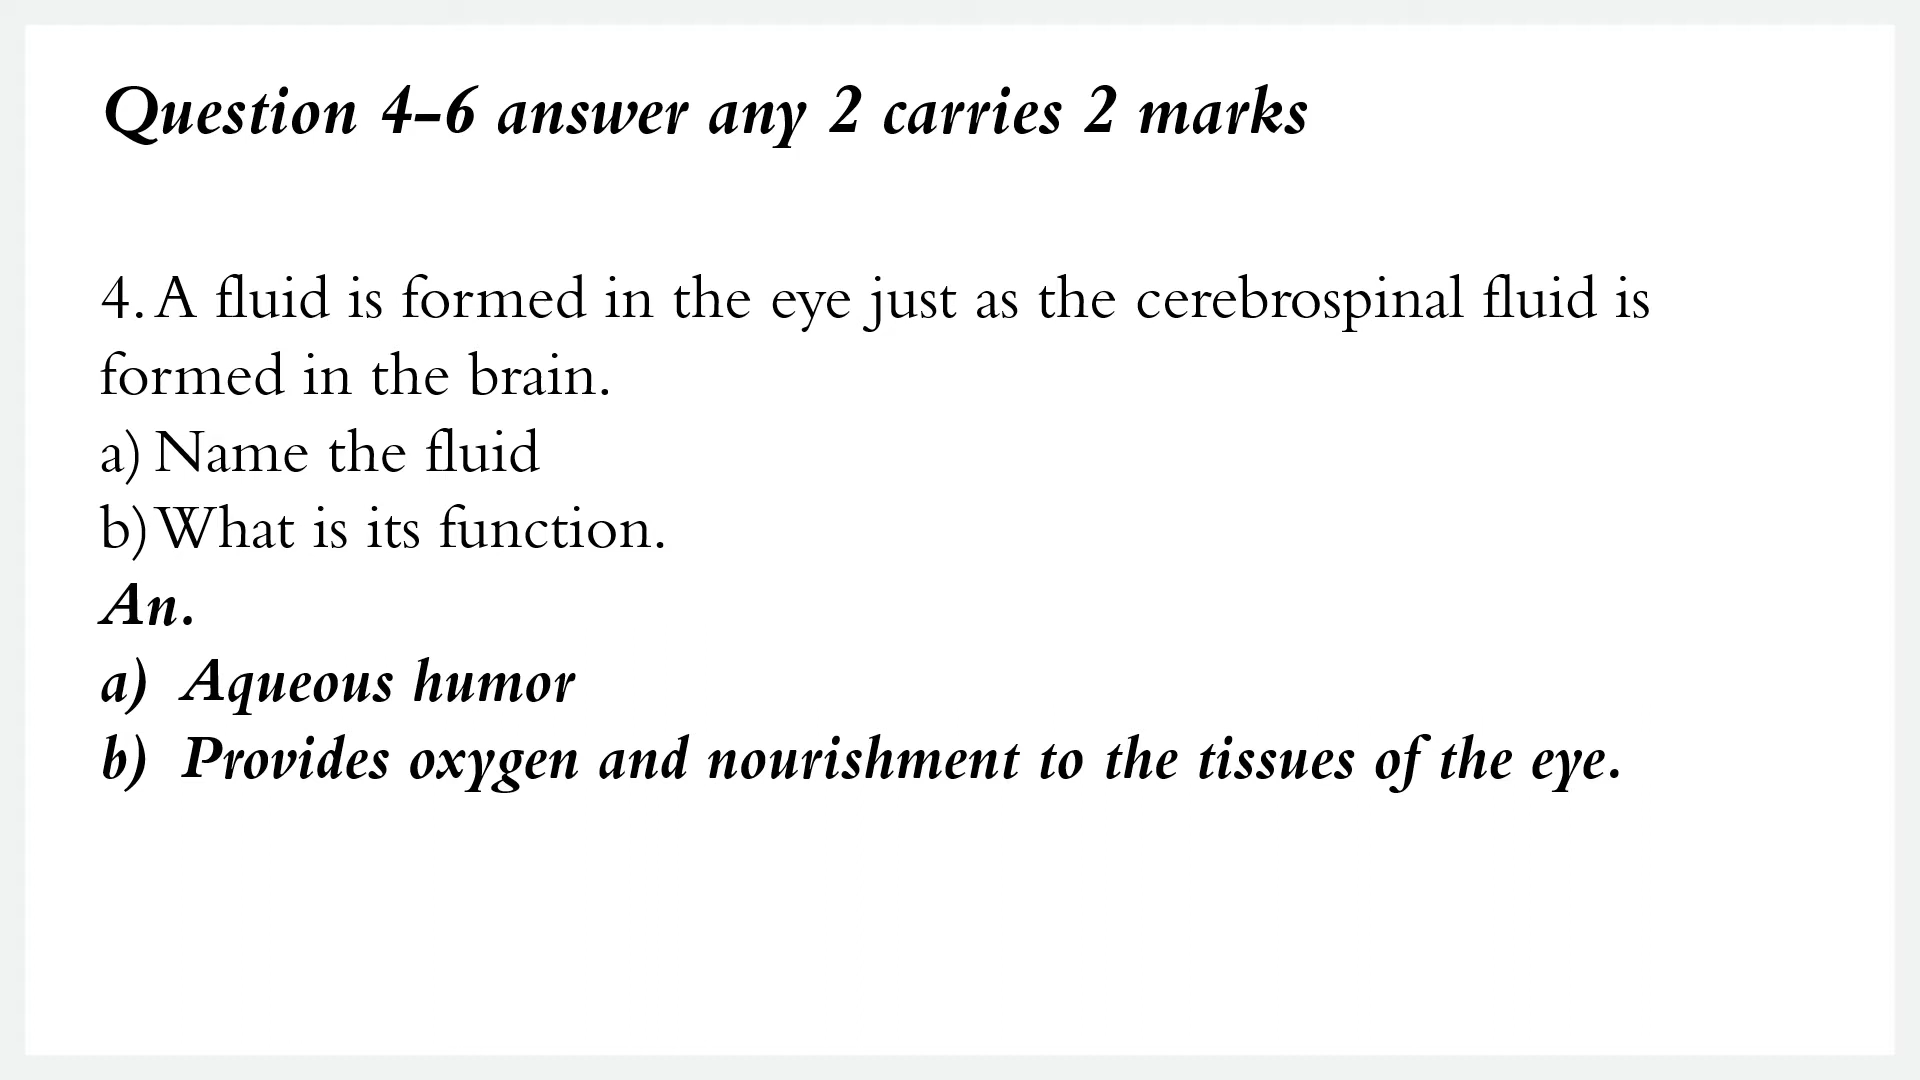 Question 4–6 answer any 2 carries 2 marks
4. A fluid is formed in the eye just as the cerebrospinal fluid is
formed in the brain.
a) Name the fluid
b) What is its function.
An.
a) Aqueous humor
b) Provides oxygen and nourishment to the tissues of the eye.